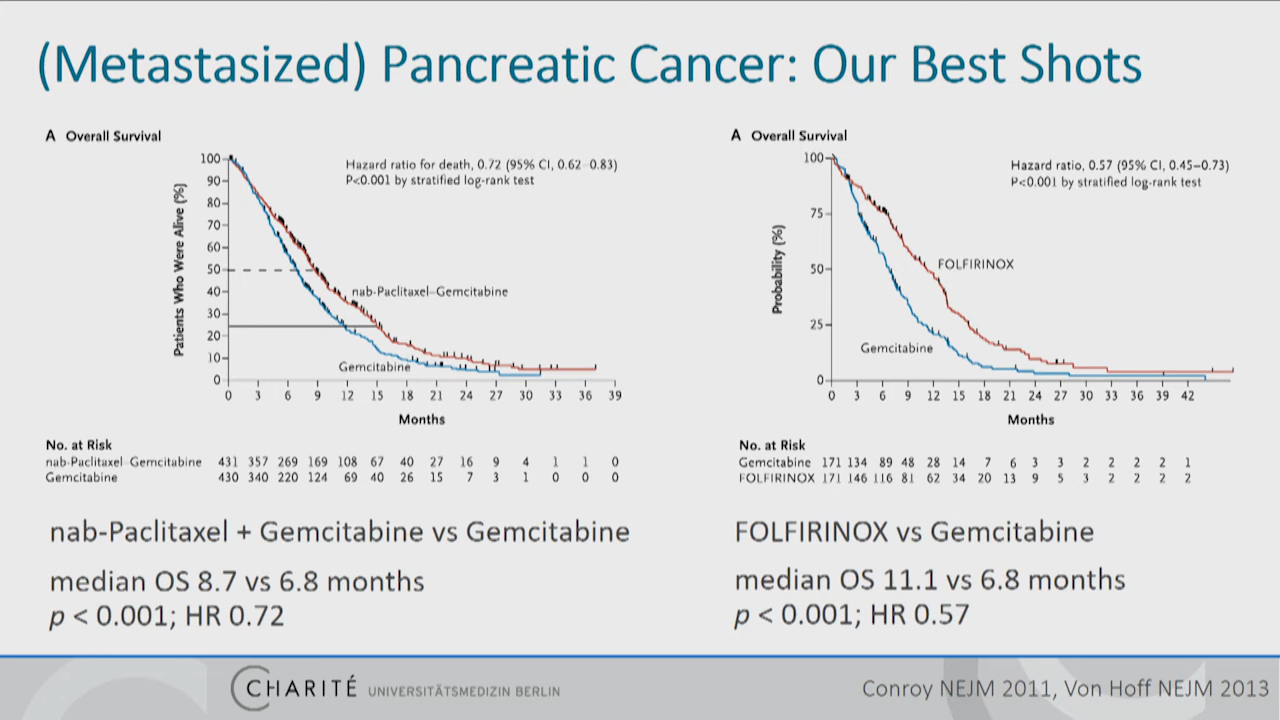 (Metastasized) Pancreatic Cancer: Our Best Shots
A Overall Survival
Hazard ratio for death, 0.72 (95% CI, 0.62–0.83)
P<0.001 by stratified log-rank test
Patients Who Were Alive (%)
100
90
80
70
60
50
40
30
20
10
0
nab-Paclitaxel–Gemcitabine
Gemcitabine
0 3 6 9 12 15 18 21 24 27 30 33 36 39
Months
No. at Risk
nab-Paclitaxel–Gemcitabine 431 357 269 169 108 67 40 27 16 9 4 1 1 0
Gemcitabine 430 340 220 124 69 40 26 15 7 3 1 0 0 0
nab-Paclitaxel + Gemcitabine vs Gemcitabine
median OS 8.7 vs 6.8 months
p < 0.001; HR 0.72
A Overall Survival
Hazard ratio, 0.57 (95% CI, 0.45–0.73)
P<0.001 by stratified log-rank test
Probability (%)
100
75
50
25
0
FOLFIRINOX
Gemcitabine
0 3 6 9 12 15 18 21 24 27 30 33 36 39 42
Months
No. at Risk
Gemcitabine 171 134 89 48 28 14 7 6 3 3 2 2 2 2 1
FOLFIRINOX 171 146 116 81 62 34 20 13 9 5 3 2 2 2 2
FOLFIRINOX vs Gemcitabine
median OS 11.1 vs 6.8 months
p < 0.001; HR 0.57
CHARITÉ UNIVERSITÄTSMEDIZIN BERLIN
Conroy NEJM 2011, Von Hoff NEJM 2013